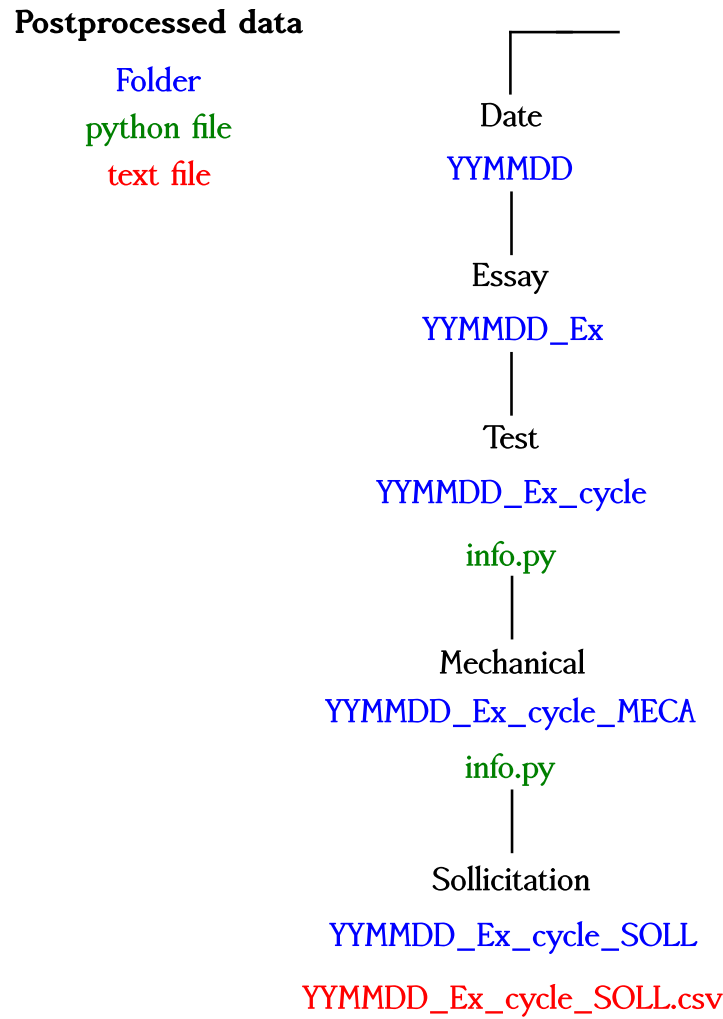 Postprocessed data
Folder
python file
text file
Date
YYMMDD
Essay
YYMMDD_Ex
Test
YYMMDD_Ex_cycle
info.py
Mechanical
YYMMDD_Ex_cycle_MECA
info.py
Sollicitation
YYMMDD_Ex_cycle_SOLL
YYMMDD_Ex_cycle_SOLL.csv